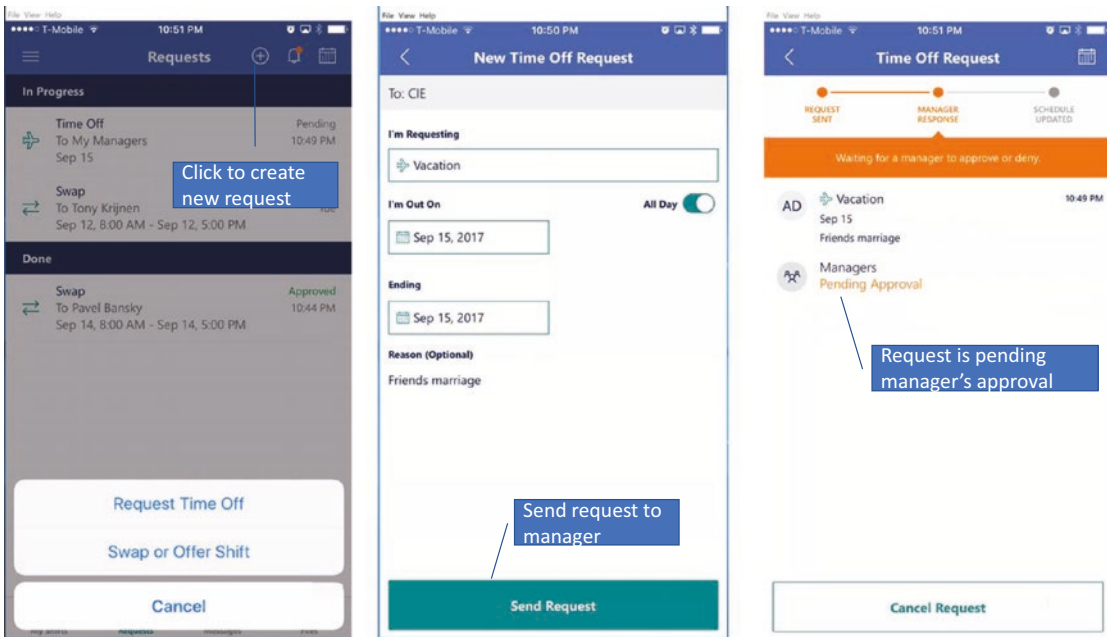 File View Help
T-Mobile 10:51 PM
Requests
In Progress
Time Off Pending
To My Managers 10:49 PM
Sep 15
Click to create
new request
Swap
To Tony Krijnen
Sep 12, 8:00 AM - Sep 12, 5:00 PM
Done
Swap Approved
To Pavel Bansky 10:44 PM
Sep 14, 8:00 AM - Sep 14, 5:00 PM
Request Time Off
Swap or Offer Shift
Cancel
My Shifts Requests Messages Files
File View Help
T-Mobile 10:50 PM
New Time Off Request
To: CIE
I'm Requesting
Vacation
I'm Out On All Day
Sep 15, 2017
Ending
Sep 15, 2017
Reason (Optional)
Friends marriage
Send request to
manager
Send Request
File View Help
T-Mobile 10:51 PM
Time Off Request
REQUEST MANAGER SCHEDULE
SENT RESPONSE UPDATED
Waiting for a manager to approve or deny.
AD Vacation 10:49 PM
Sep 15
Friends marriage
Managers
Pending Approval
Request is pending
manager's approval
Cancel Request